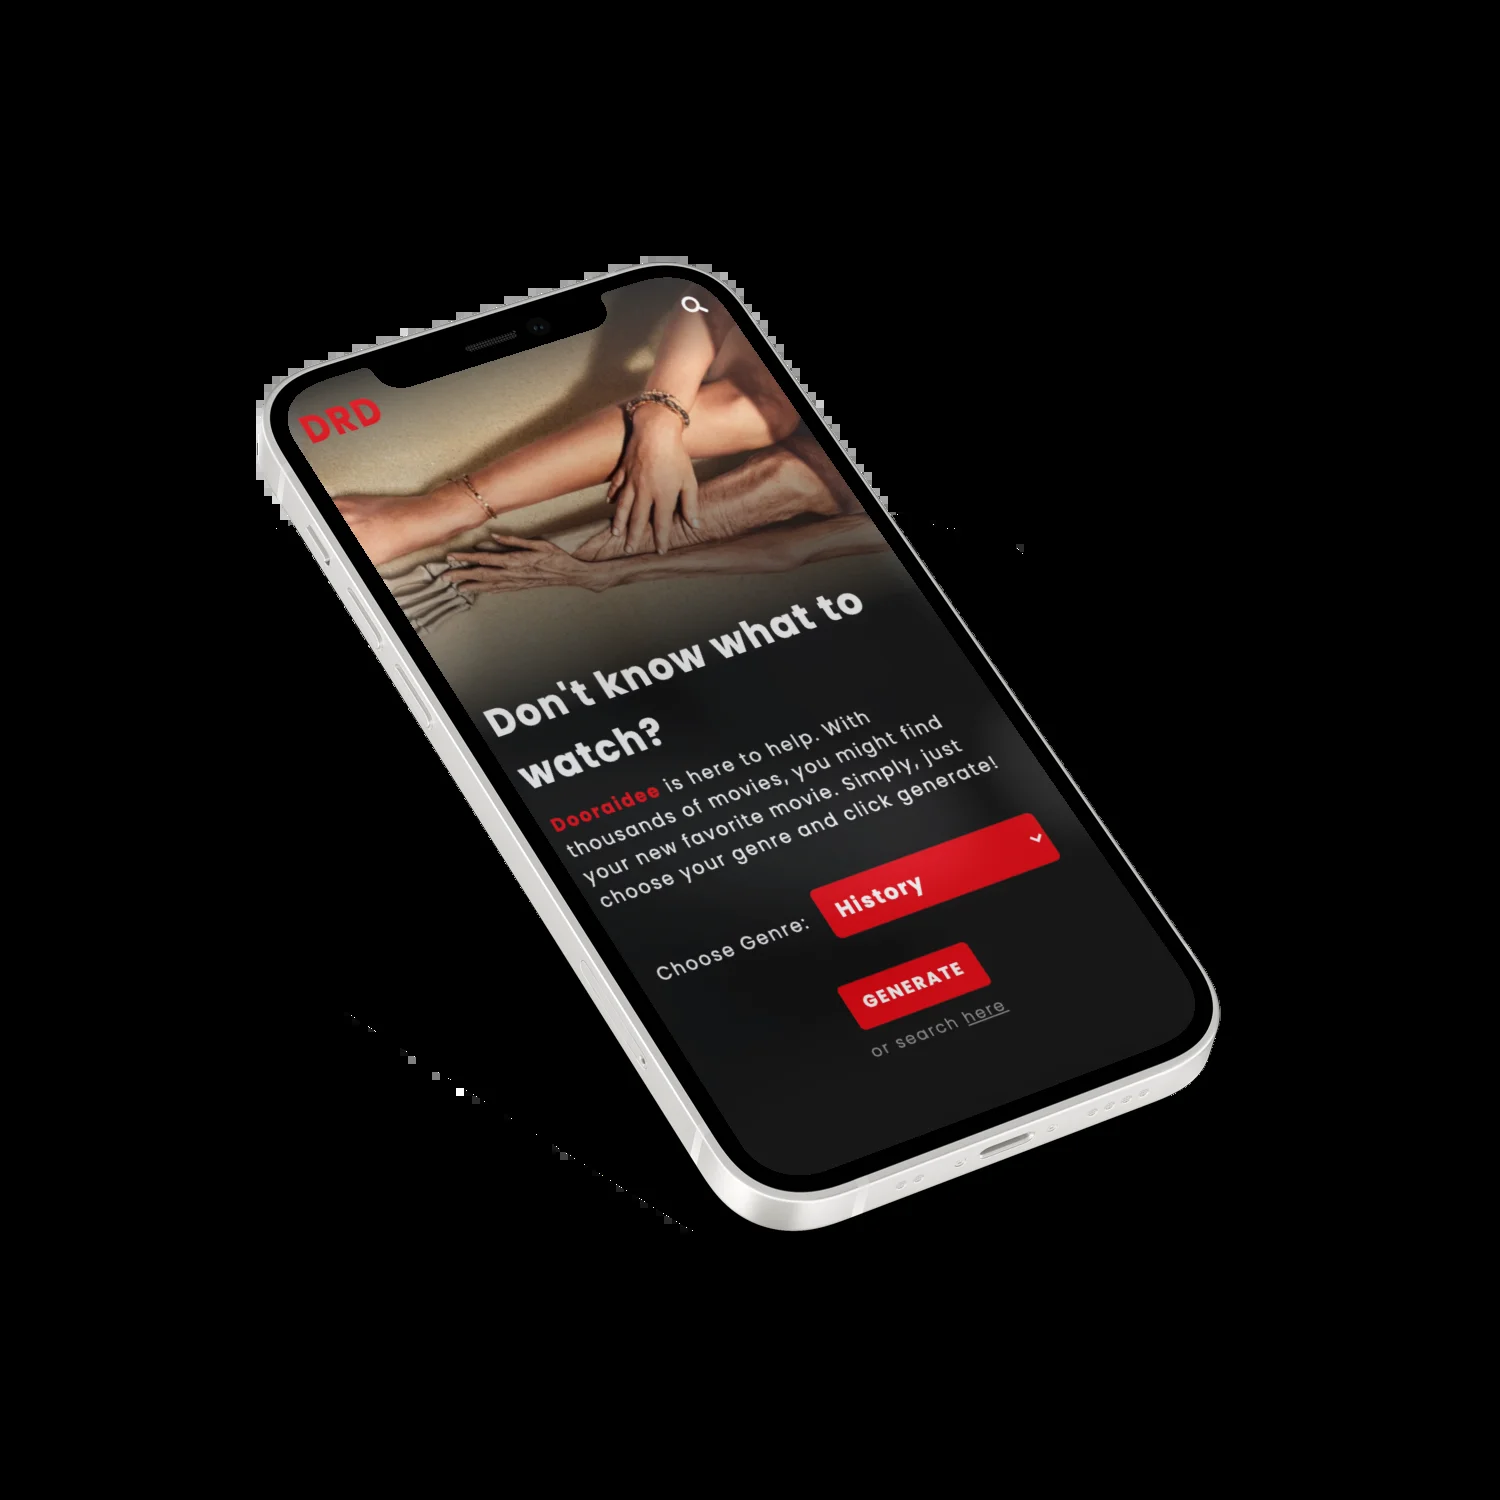 DRD
Don't know what to
watch?
Dooraidee is here to help. With
thousands of movies, you might find
your new favorite movie. Simply, just
choose your genre and click generate!
Choose Genre: History
GENERATE
or search here.